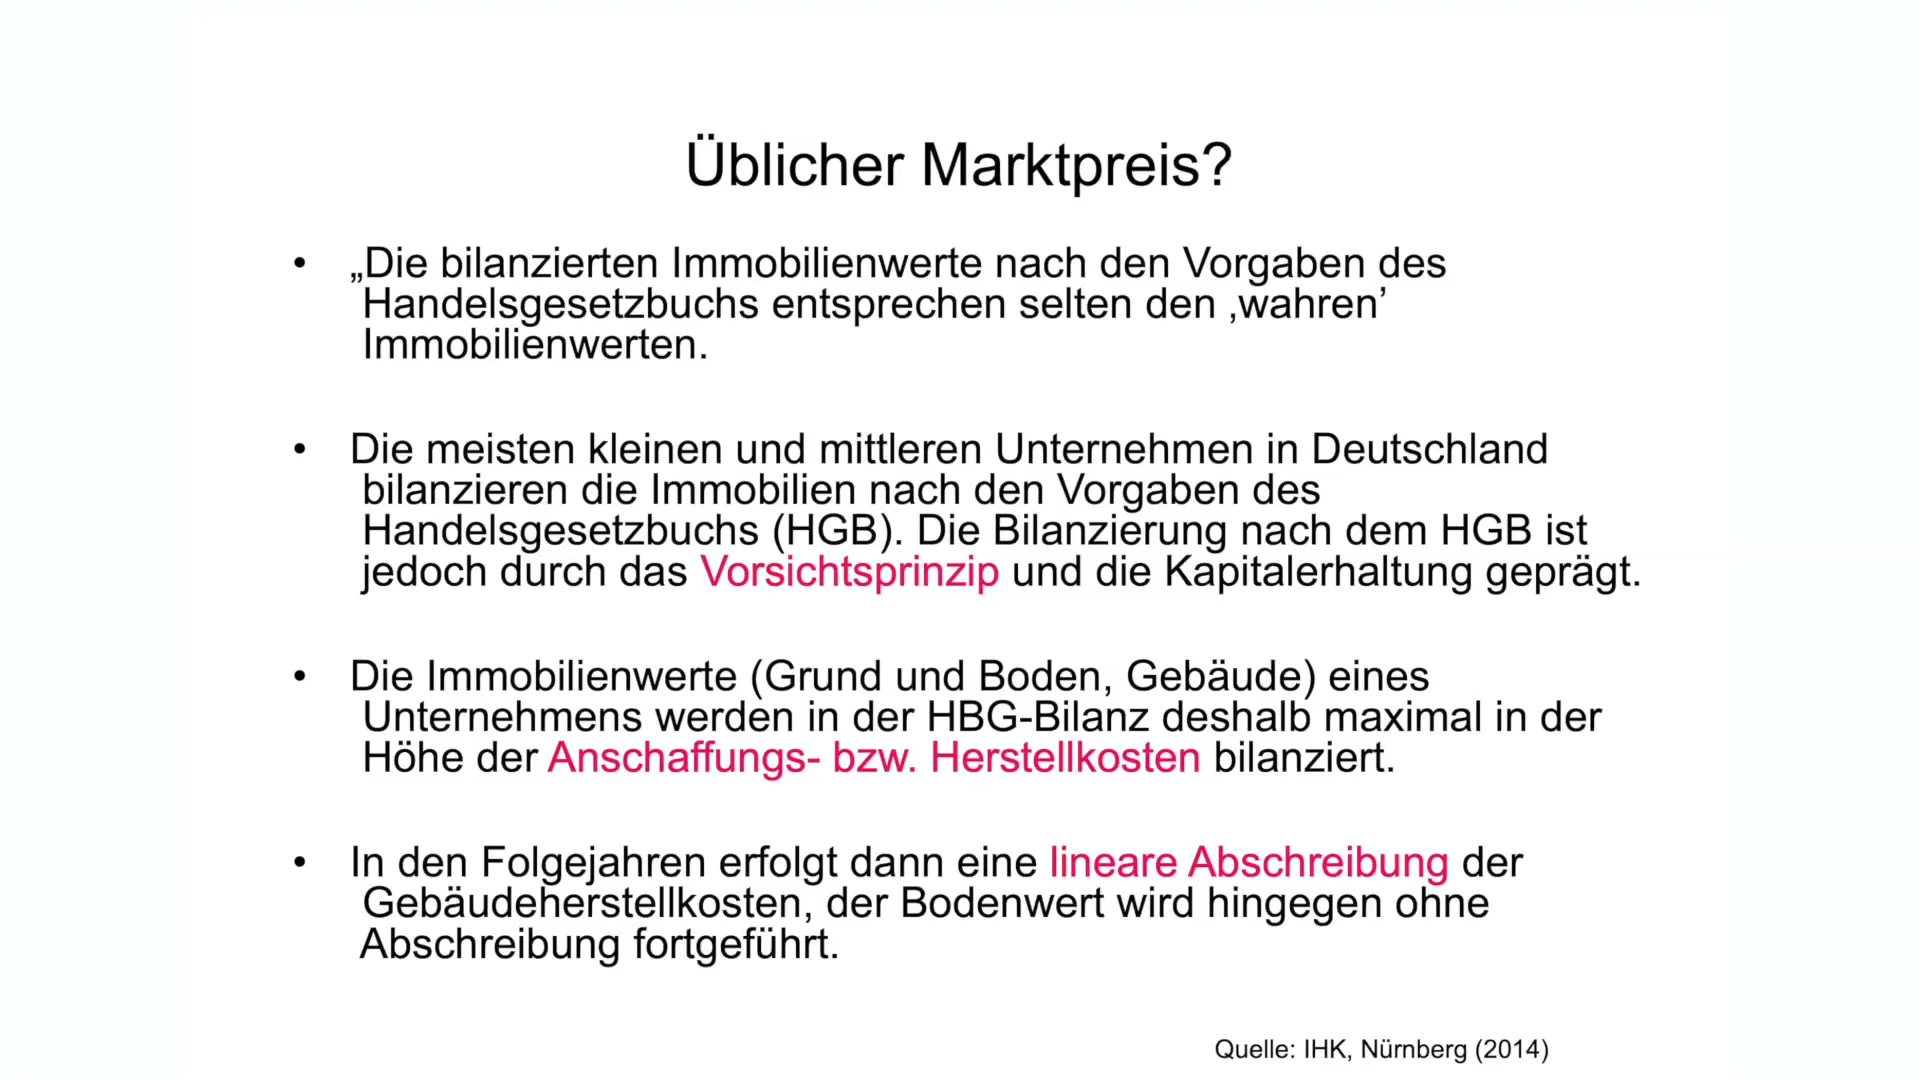 Üblicher Marktpreis?
• „Die bilanzierten Immobilienwerte nach den Vorgaben des
Handelsgesetzbuchs entsprechen selten den ‚wahren’
Immobilienwerten.
• Die meisten kleinen und mittleren Unternehmen in Deutschland
bilanzieren die Immobilien nach den Vorgaben des
Handelsgesetzbuchs (HGB). Die Bilanzierung nach dem HGB ist
jedoch durch das Vorsichtsprinzip und die Kapitalerhaltung geprägt.
• Die Immobilienwerte (Grund und Boden, Gebäude) eines
Unternehmens werden in der HBG-Bilanz deshalb maximal in der
Höhe der Anschaffungs- bzw. Herstellkosten bilanziert.
• In den Folgejahren erfolgt dann eine lineare Abschreibung der
Gebäudeherstellkosten, der Bodenwert wird hingegen ohne
Abschreibung fortgeführt.
Quelle: IHK, Nürnberg (2014)